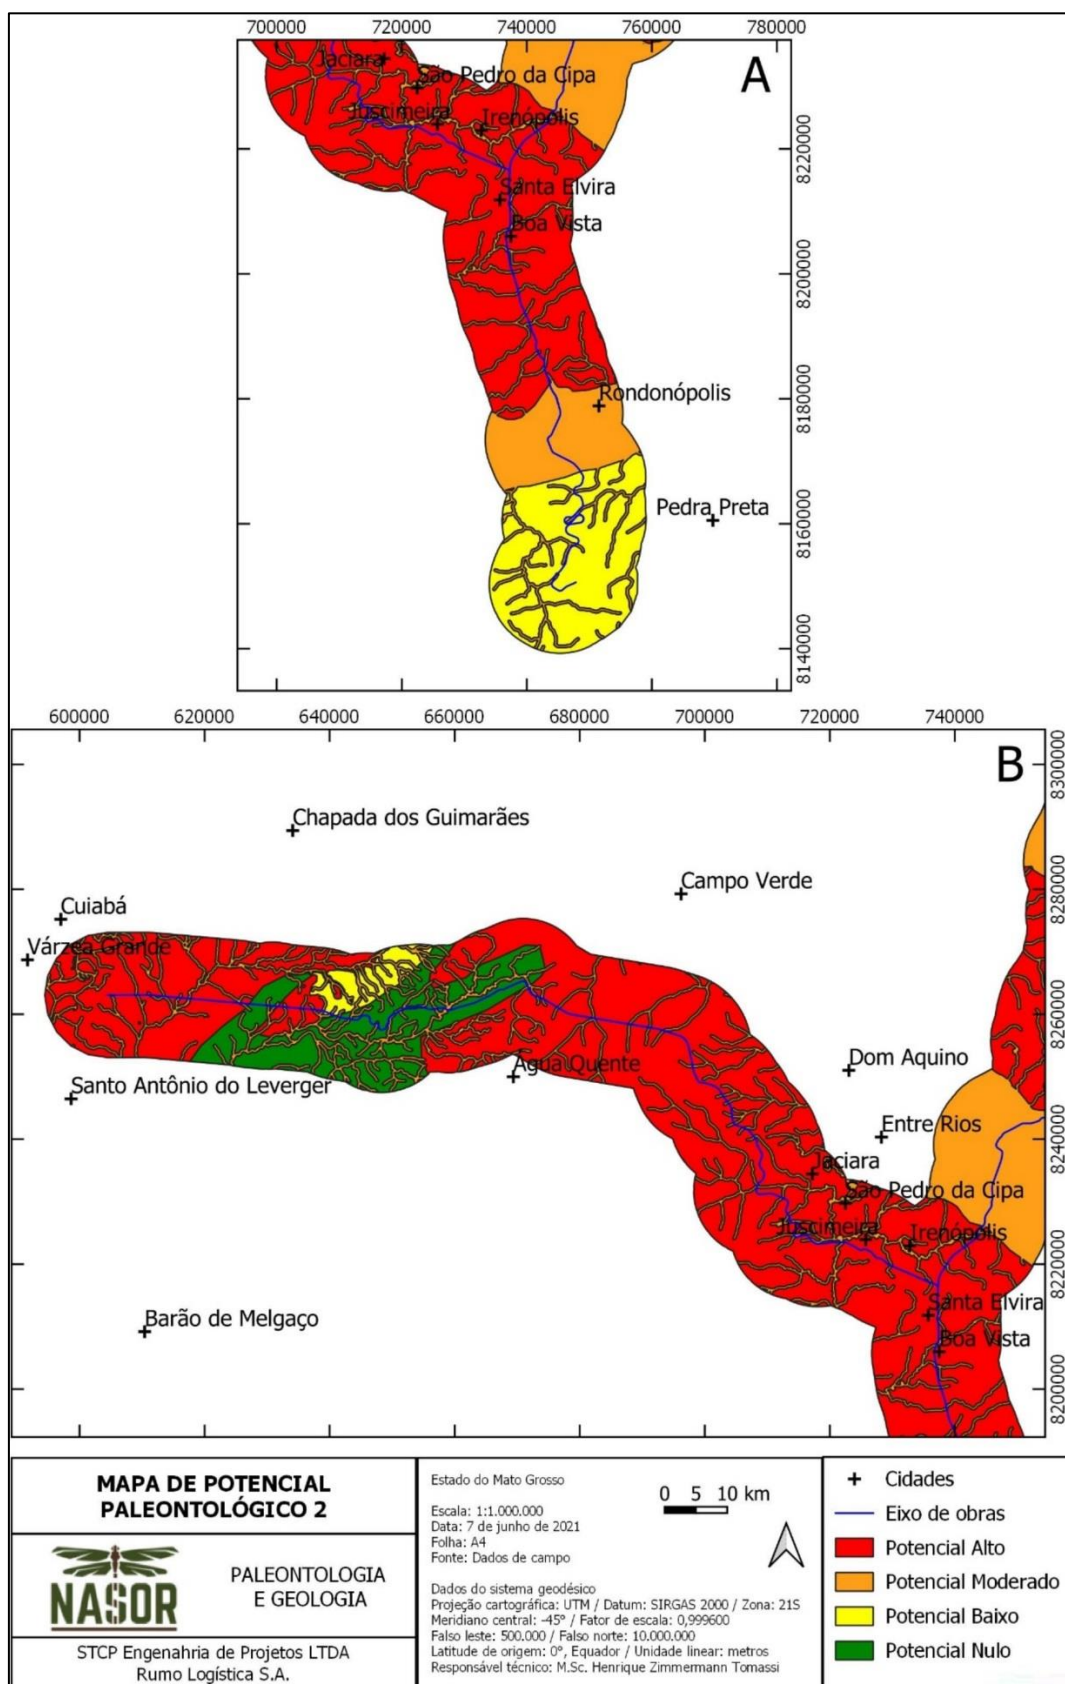 700000 720000 740000 760000 780000
A
Jaciara
São Pedro da Cipa
Juscimeira
Irenópolis
8220000
Santa Elvira
Boa Vista
8200000
Rondonópolis
8180000
Pedra Preta
8160000
8140000
600000 620000 640000 660000 680000 700000 720000 740000
B
8300000
Chapada dos Guimarães
Campo Verde
8280000
Cuiabá
Várzea Grande
8260000
Água Quente
Dom Aquino
Santo Antônio do Leverger
Entre Rios
8240000
Jaciara
São Pedro da Cipa
Juscimeira
Irenópolis
8220000
Santa Elvira
Barão de Melgaço
Boa Vista
8200000
MAPA DE POTENCIAL
PALEONTOLÓGICO 2
NASOR
PALEONTOLOGIA
E GEOLOGIA
STCP Engenahria de Projetos LTDA
Rumo Logística S.A.
Estado do Mato Grosso
Escala: 1:1.000.000
Data: 7 de junho de 2021
Folha: A4
Fonte: Dados de campo
0 5 10 km
Dados do sistema geodésico
Projeção cartográfica: UTM / Datum: SIRGAS 2000 / Zona: 21S
Meridiano central: -45° / Fator de escala: 0,999600
Falso leste: 500.000 / Falso norte: 10.000.000
Latitude de origem: 0°, Equador / Unidade linear: metros
Responsável técnico: M.Sc. Henrique Zimmermann Tomassi
Cidades
Eixo de obras
Potencial Alto
Potencial Moderado
Potencial Baixo
Potencial Nulo